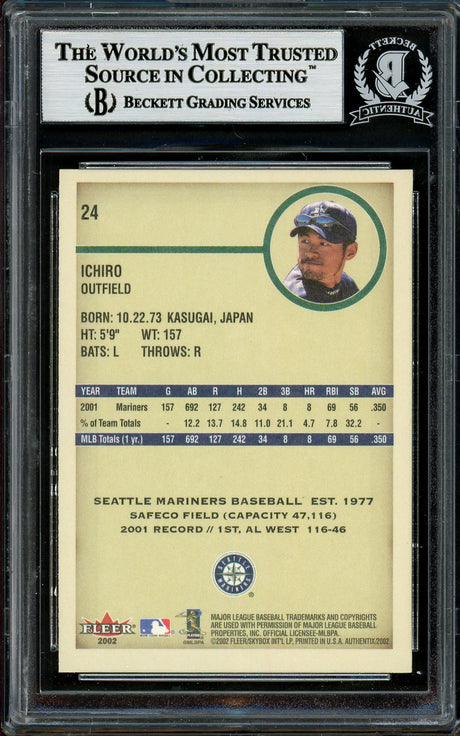 THE WORLD'S MOST TRUSTED
SOURCE IN COLLECTING™
(B) BECKETT GRADING SERVICES
BECKETT
B
AUTHENTIC
24
ICHIRO
OUTFIELD
BORN: 10.22.73 KASUGAI, JAPAN
HT: 5'9" WT: 157
BATS: L THROWS: R
YEAR TEAM G AB R H 2B 3B HR RBI SB AVG
2001 Mariners 157 692 127 242 34 8 8 69 56 .350
% of Team Totals - 12.2 13.7 14.8 11.0 21.1 4.7 7.8 32.2 -
MLB Totals (1 yr.) 157 692 127 242 34 8 8 69 56 .350
SEATTLE MARINERS BASEBALL EST. 1977
SAFECO FIELD (CAPACITY 47,116)
2001 RECORD // 1ST, AL WEST 116-46
SEATTLE MARINERS
FLEER
2002
©MLBPA
MAJOR LEAGUE BASEBALL TRADEMARKS AND COPYRIGHTS
ARE USED WITH PERMISSION OF MAJOR LEAGUE BASEBALL
PROPERTIES, INC. OFFICIAL LICENSEE-MLBPA.
©2002 FLEER/SKYBOX INT'L LP, PRINTED IN U.S.A. AUTHENTIX/2002